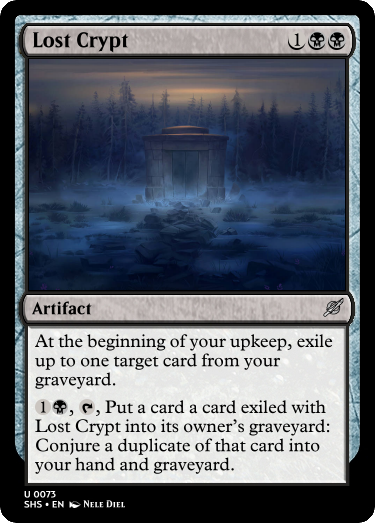 Lost Crypt 1
Artifact
At the beginning of your upkeep, exile
up to one target card from your
graveyard.
1 , , Put a card a card exiled with
Lost Crypt into its owner's graveyard:
Conjure a duplicate of that card into
your hand and graveyard.
U 0073
SHS • EN Nele Diel